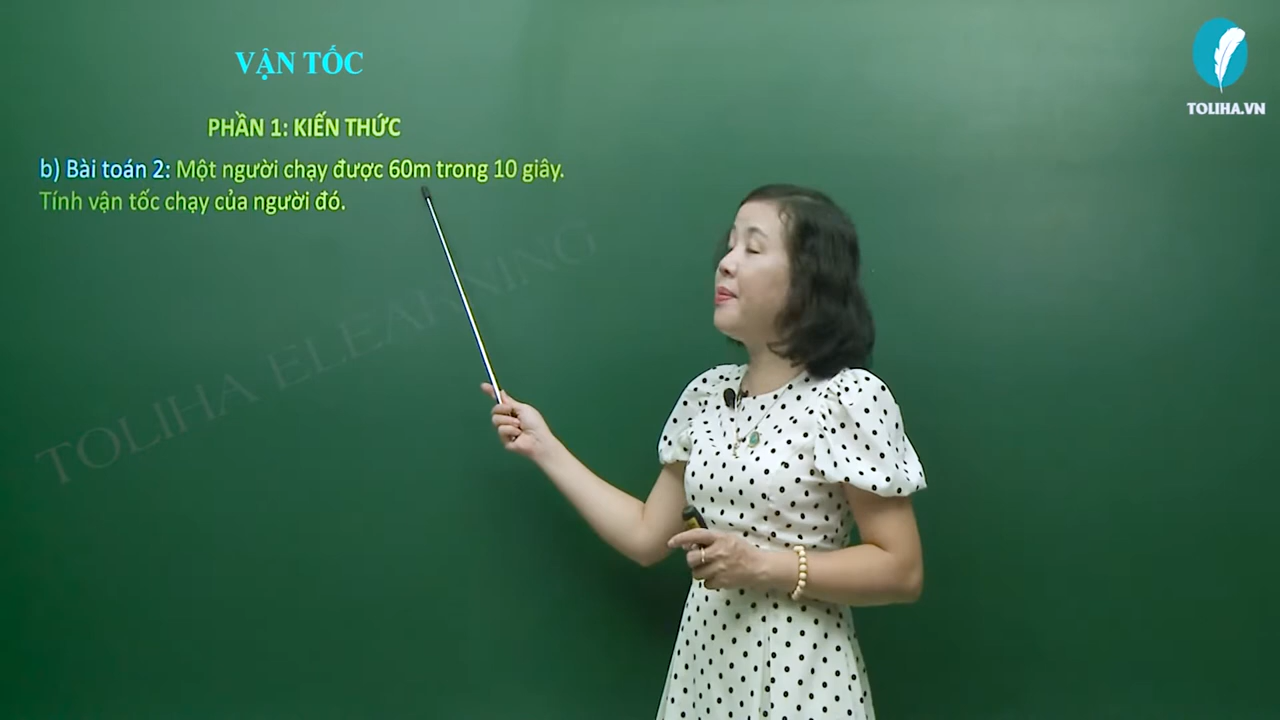 VẬN TỐC
TOLIHA.VN
PHẦN 1: KIẾN THỨC
b) Bài toán 2: Một người chạy được 60m trong 10 giây.
Tính vận tốc chạy của người đó.
TOLIHA ELEARNING